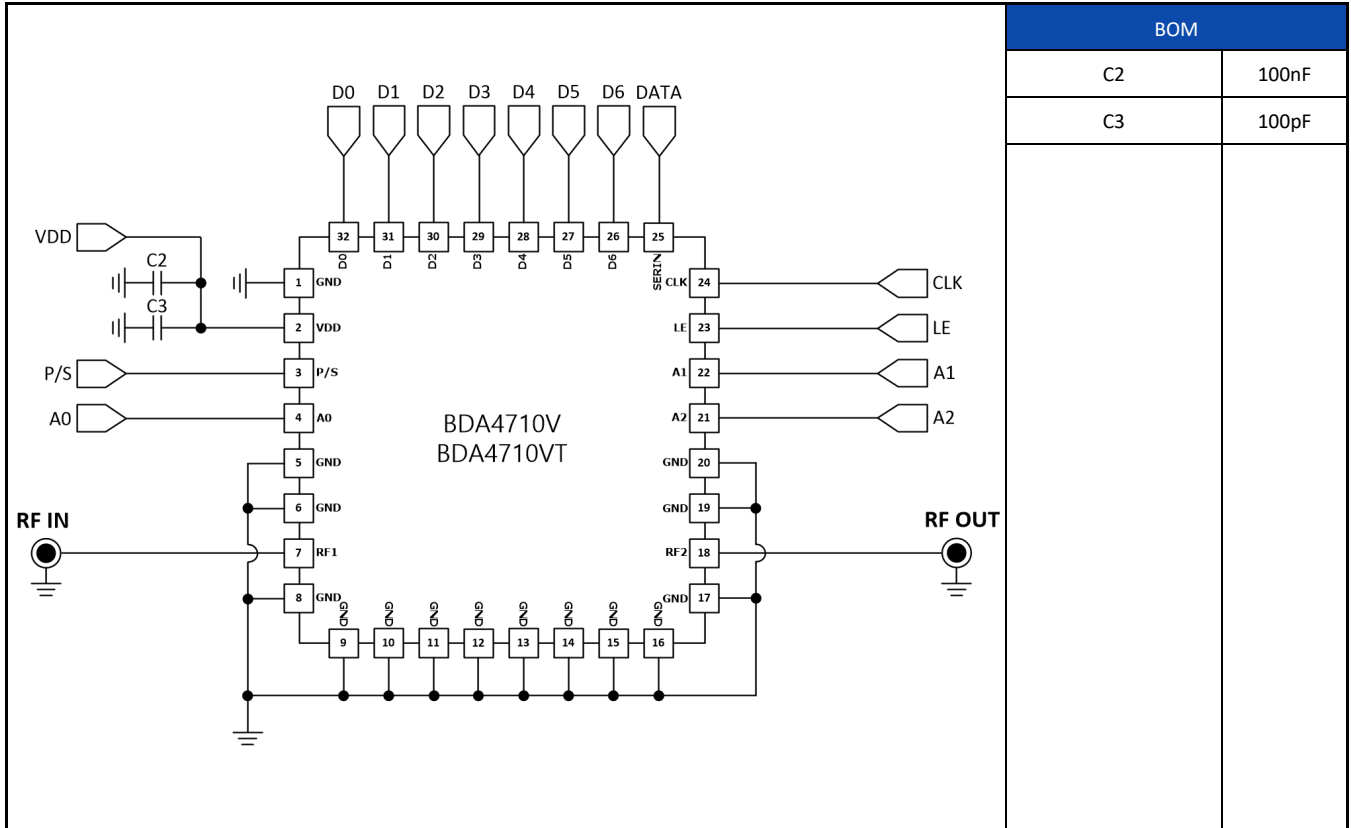 BOM
C2 100nF
C3 100pF
D0 D1 D2 D3 D4 D5 D6 DATA
32 31 30 29 28 27 26 25
D0 D1 D2 D3 D4 D5 D6 SERIN
VDD
C2
C3
P/S
A0
RF IN
1 GND
2 VDD
3 P/S
4 A0
5 GND
6 GND
7 RF1
8 GND
BDA4710V
BDA4710VT
CLK 24 CLK
LE 23 LE
A1 22 A1
A2 21 A2
GND 20
GND 19
RF2 18
GND 17
RF OUT
GND GND GND GND GND GND GND GND
9 10 11 12 13 14 15 16